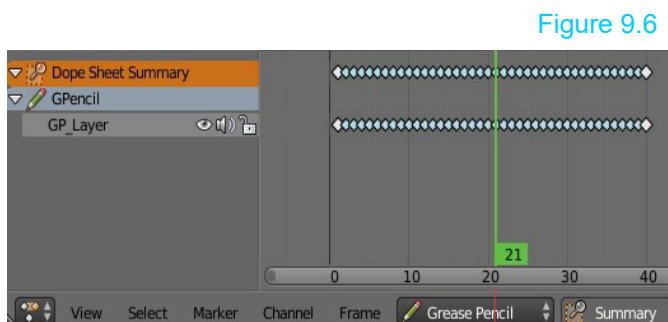 Figure 9.6
Dope Sheet Summary
GPencil
GP_Layer
21
0 10 20 30 40
View Select Marker Channel Frame Grease Pencil Summary